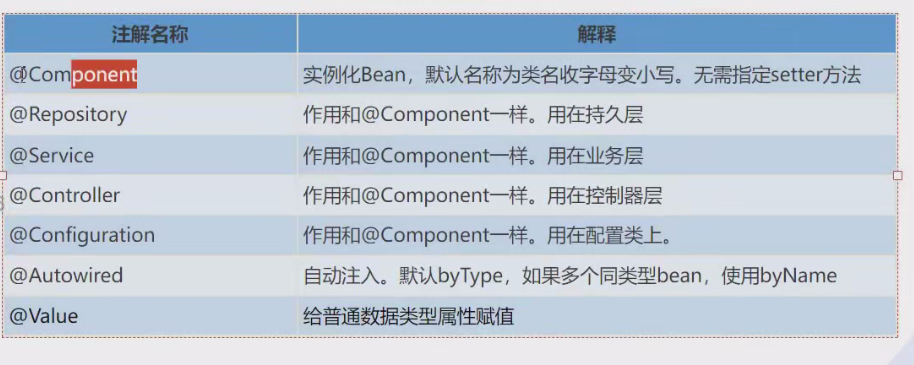 注解名称 解释
@Component 实例化Bean，默认名称为类名收字母变小写。无需指定setter方法
@Repository 作用和@Component一样。用在持久层
@Service 作用和@Component一样。用在业务层
@Controller 作用和@Component一样。用在控制器层
@Configuration 作用和@Component一样。用在配置类上。
@Autowired 自动注入。默认byType，如果多个同类型bean，使用byName
@Value 给普通数据类型属性赋值